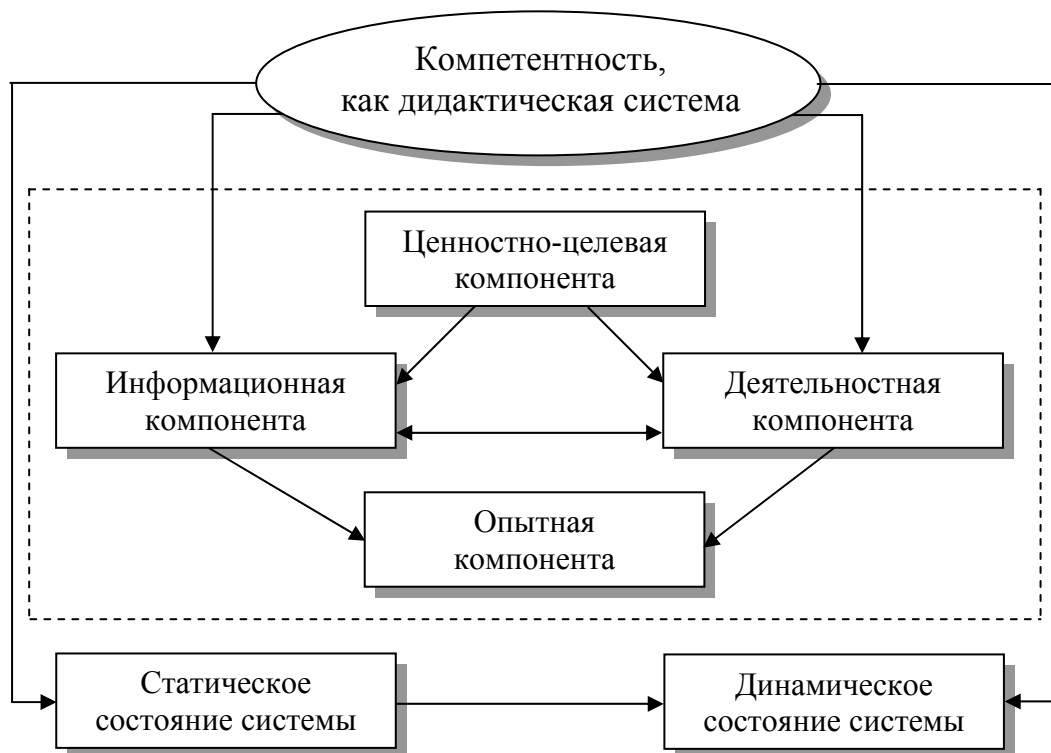 Компетентность,
как дидактическая система
Ценностно-целевая
компонента
Информационная
компонента
Деятельностная
компонента
Опытная
компонента
Статическое
состояние системы
Динамическое
состояние системы